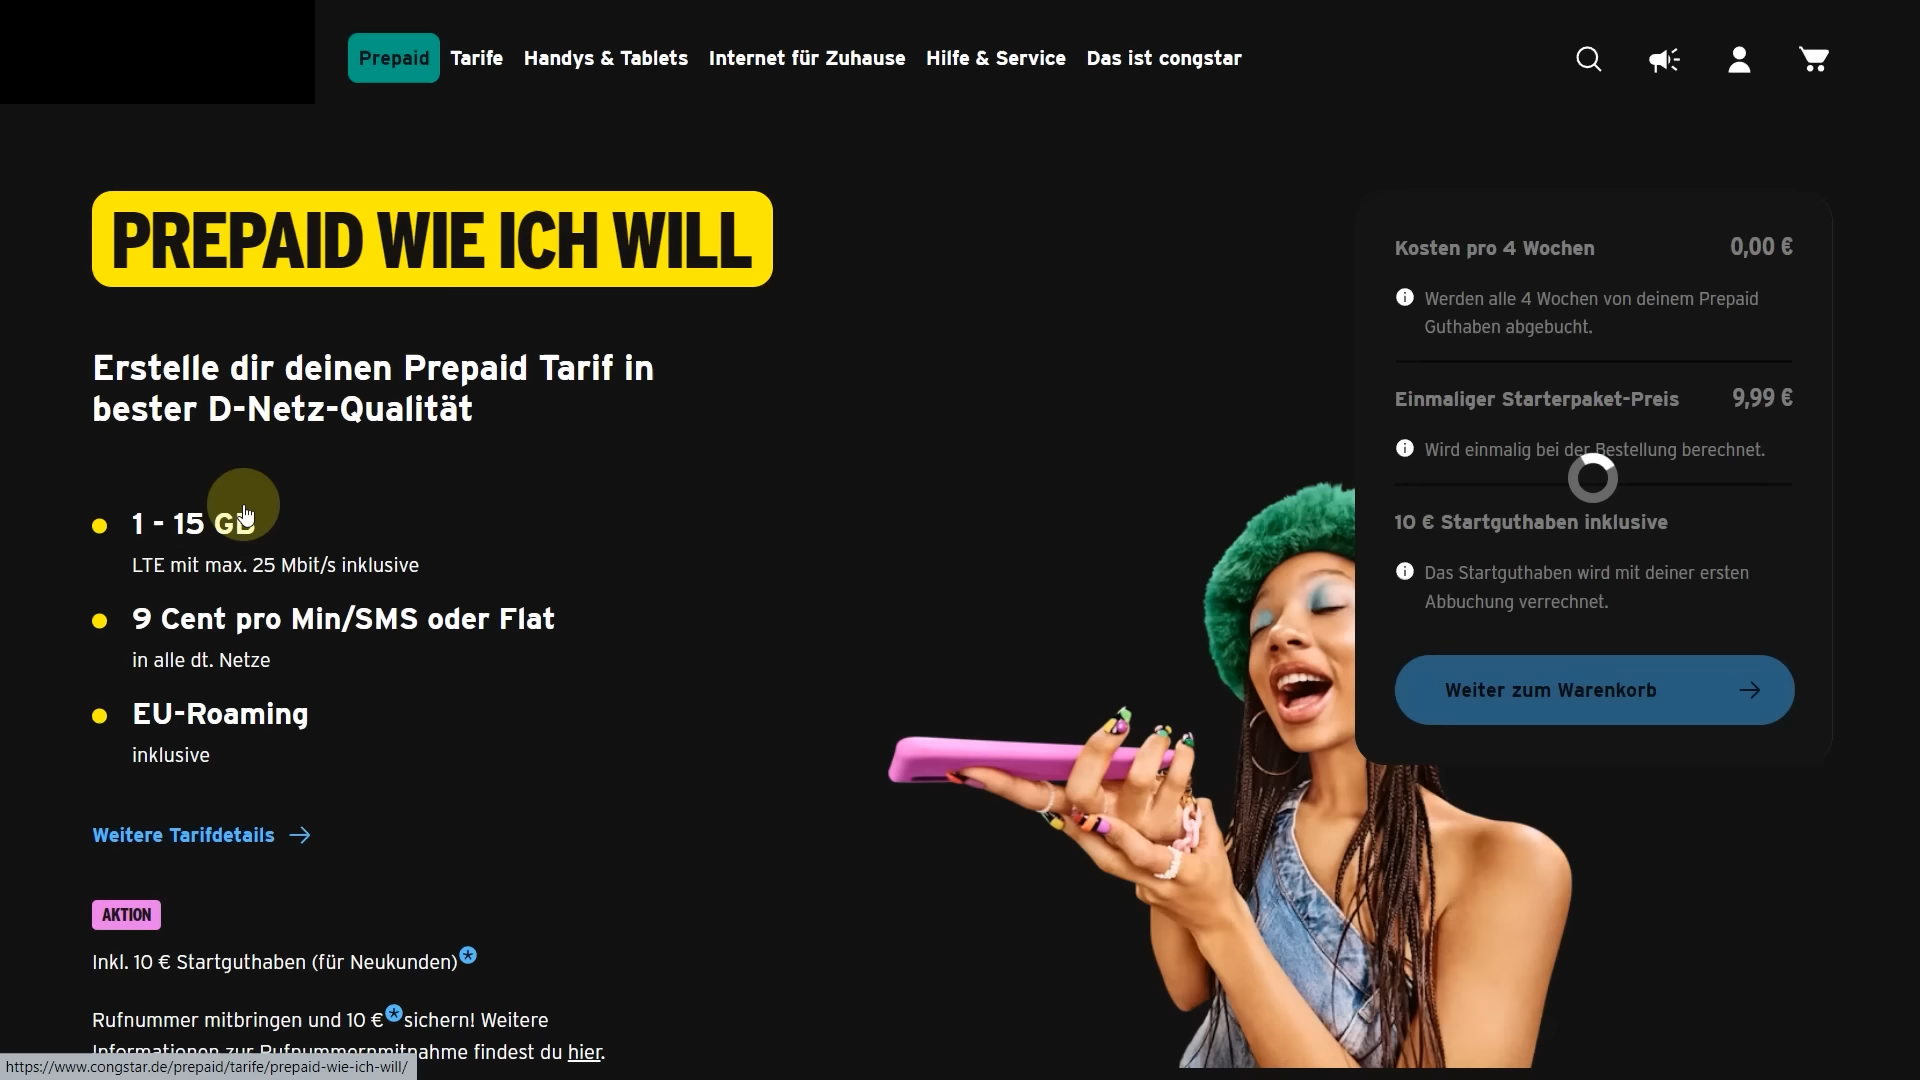 Prepaid Tarife Handys & Tablets Internet für Zuhause Hilfe & Service Das ist congstar
PREPAID WIE ICH WILL
Erstelle dir deinen Prepaid Tarif in
bester D-Netz-Qualität
1 - 15 GB
LTE mit max. 25 Mbit/s inklusive
9 Cent pro Min/SMS oder Flat
in alle dt. Netze
EU-Roaming
inklusive
Weitere Tarifdetails
AKTION
Inkl. 10 € Startguthaben (für Neukunden)*
Rufnummer mitbringen und 10 €* sichern! Weitere
Informationen zur Rufnummernmitnahme findest du hier.
Kosten pro 4 Wochen 0,00 €
Werden alle 4 Wochen von deinem Prepaid
Guthaben abgebucht.
Einmaliger Starterpaket-Preis 9,99 €
Wird einmalig bei der Bestellung berechnet.
10 € Startguthaben inklusive
Das Startguthaben wird mit deiner ersten
Abbuchung verrechnet.
Weiter zum Warenkorb
https://www.congstar.de/prepaid/tarife/prepaid-wie-ich-will/